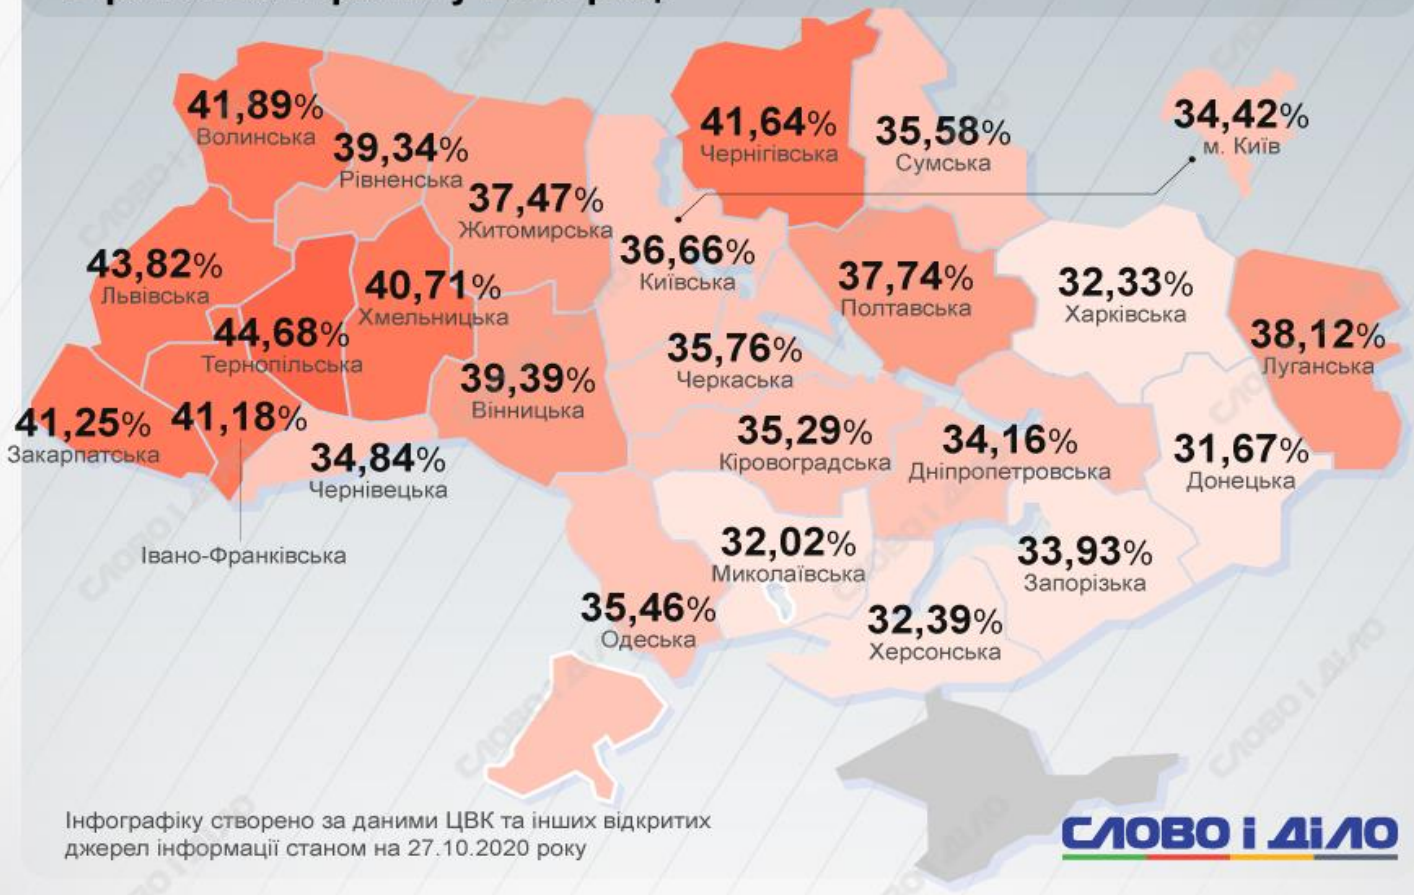 41,89%
Волинська
39,34%
Рівненська
37,47%
Житомирська
41,64%
Чернігівська
35,58%
Сумська
34,42%
м. Київ
43,82%
Львівська
40,71%
Хмельницька
36,66%
Київська
37,74%
Полтавська
32,33%
Харківська
44,68%
Тернопільська
38,12%
Луганська
35,76%
Черкаська
39,39%
Вінницька
41,25%
Закарпатська
41,18%
Івано-Франківська
34,84%
Чернівецька
35,29%
Кіровоградська
34,16%
Дніпропетровська
31,67%
Донецька
32,02%
Миколаївська
33,93%
Запорізька
35,46%
Одеська
32,39%
Херсонська
Інфографіку створено за даними ЦВК та інших відкритих
джерел інформації станом на 27.10.2020 року
СЛОВО і ДіЛО